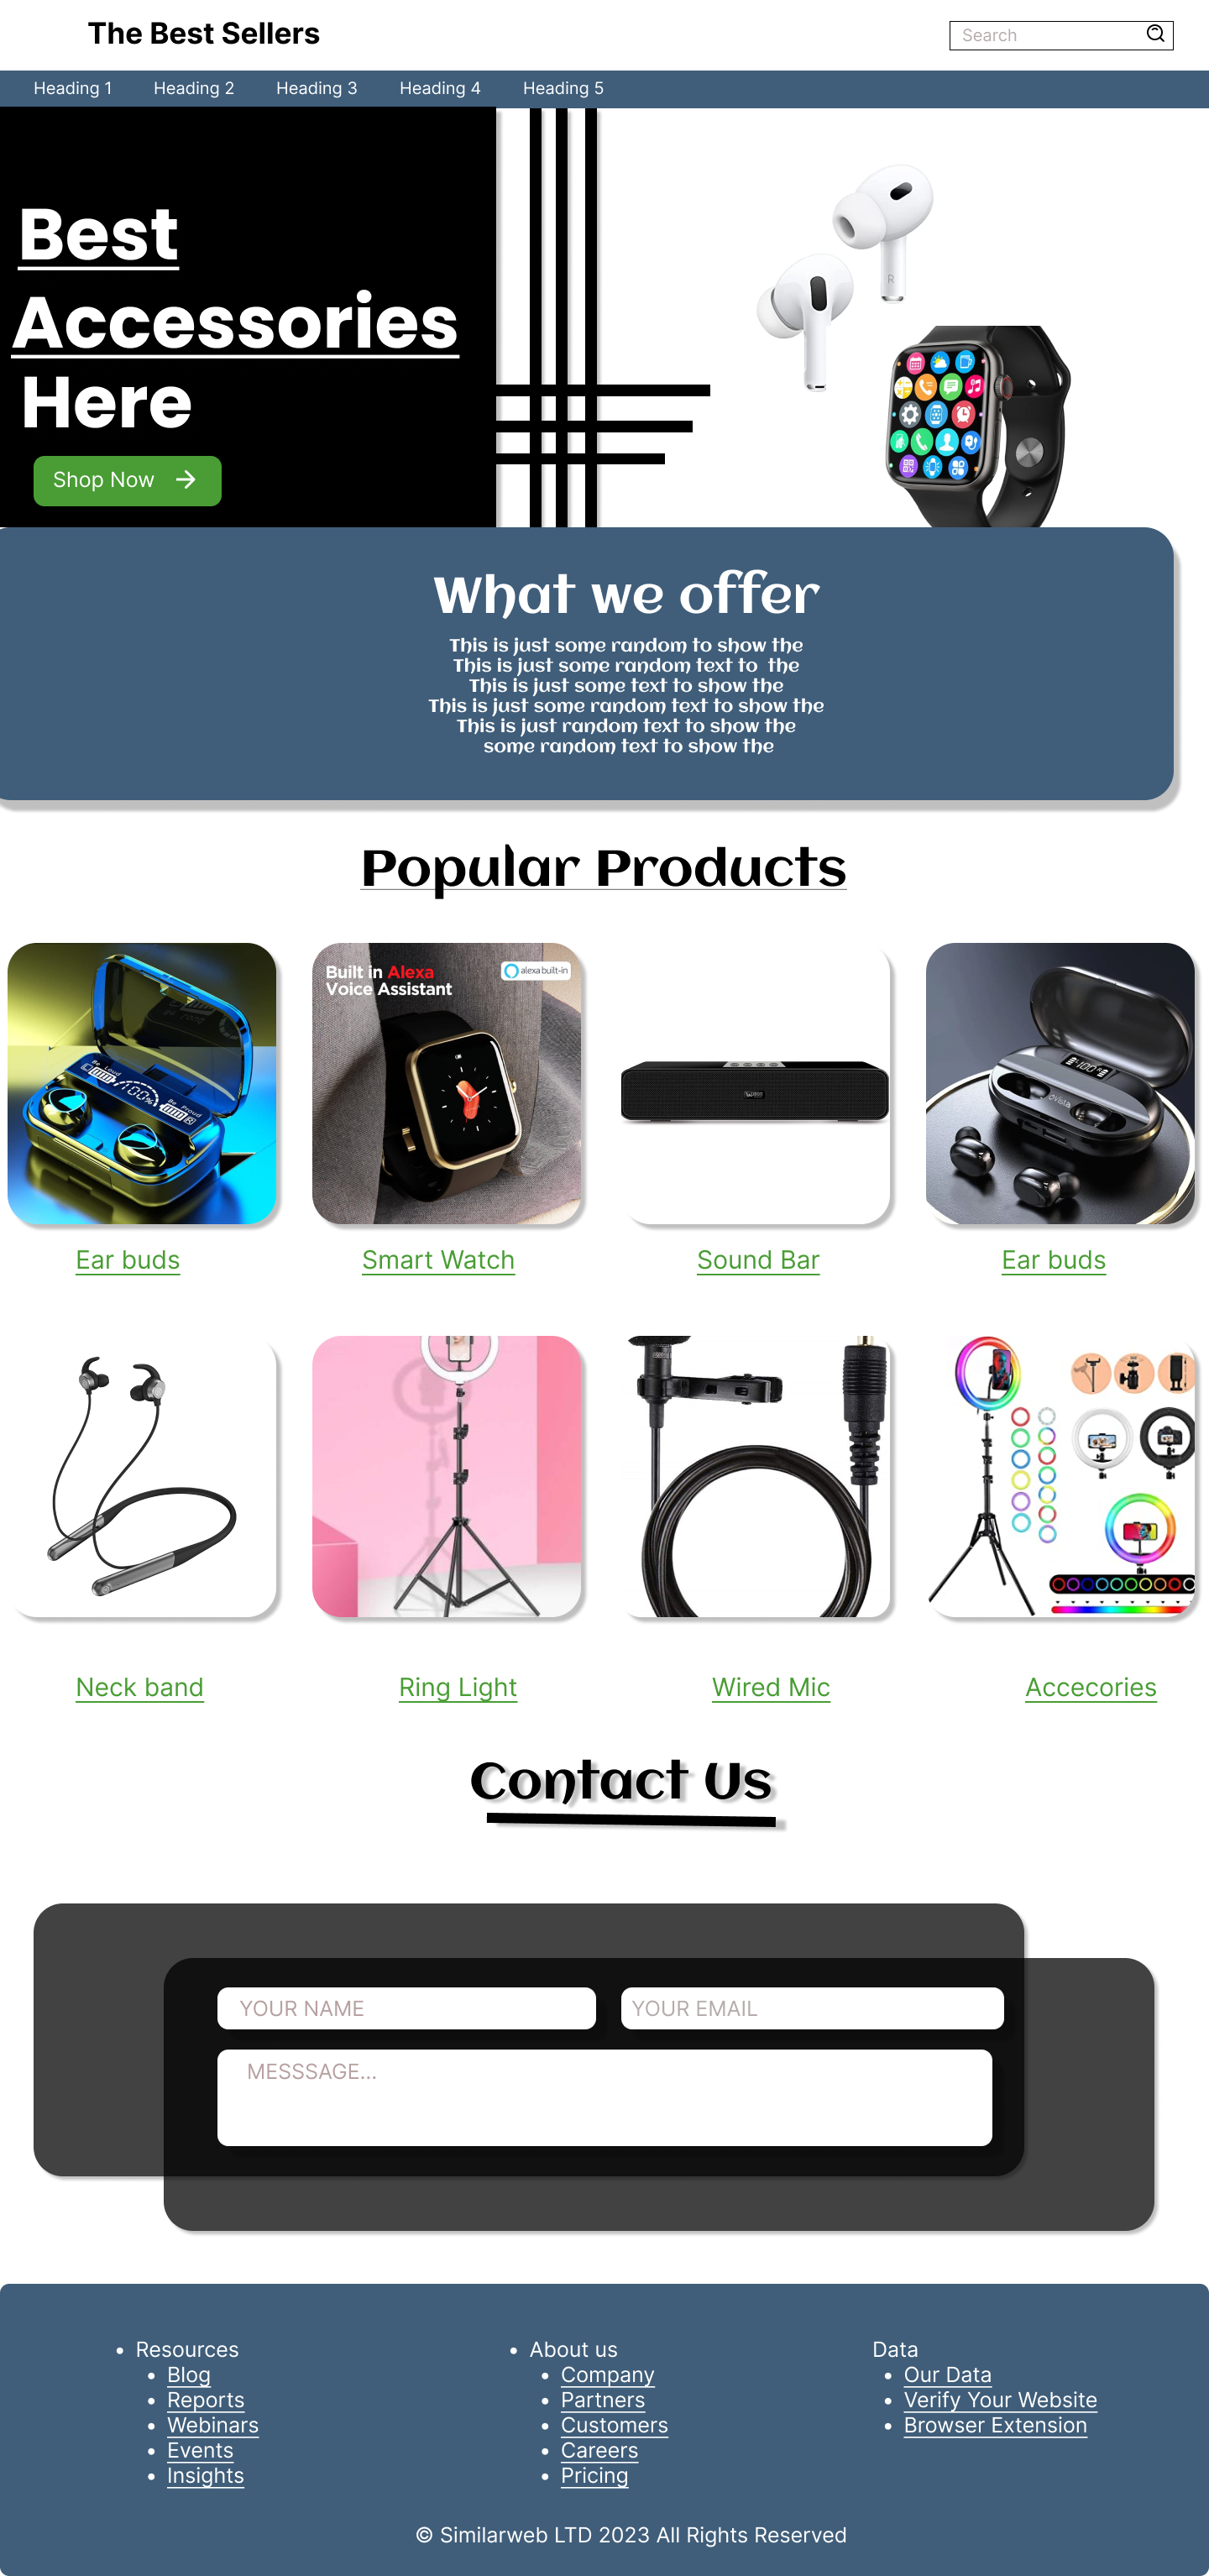 The Best Sellers
Search
Heading 1 Heading 2 Heading 3 Heading 4 Heading 5
Best
Accessories
Here
Shop Now
R
What we offer
This is just some random to show the
This is just some random text to the
This is just some text to show the
This is just some random text to show the
This is just random text to show the
some random text to show the
Popular Products
Be Loud
100%
Be Proud
Built in Alexa
Voice Assistant
alexa built-in
100%
Ear buds Smart Watch Sound Bar Ear buds
Neck band Ring Light Wired Mic Accecories
Contact Us
YOUR NAME YOUR EMAIL
MESSSAGE...
Resources
Blog
Reports
Webinars
Events
Insights
About us
Company
Partners
Customers
Careers
Pricing
Data
Our Data
Verify Your Website
Browser Extension
© Similarweb LTD 2023 All Rights Reserved